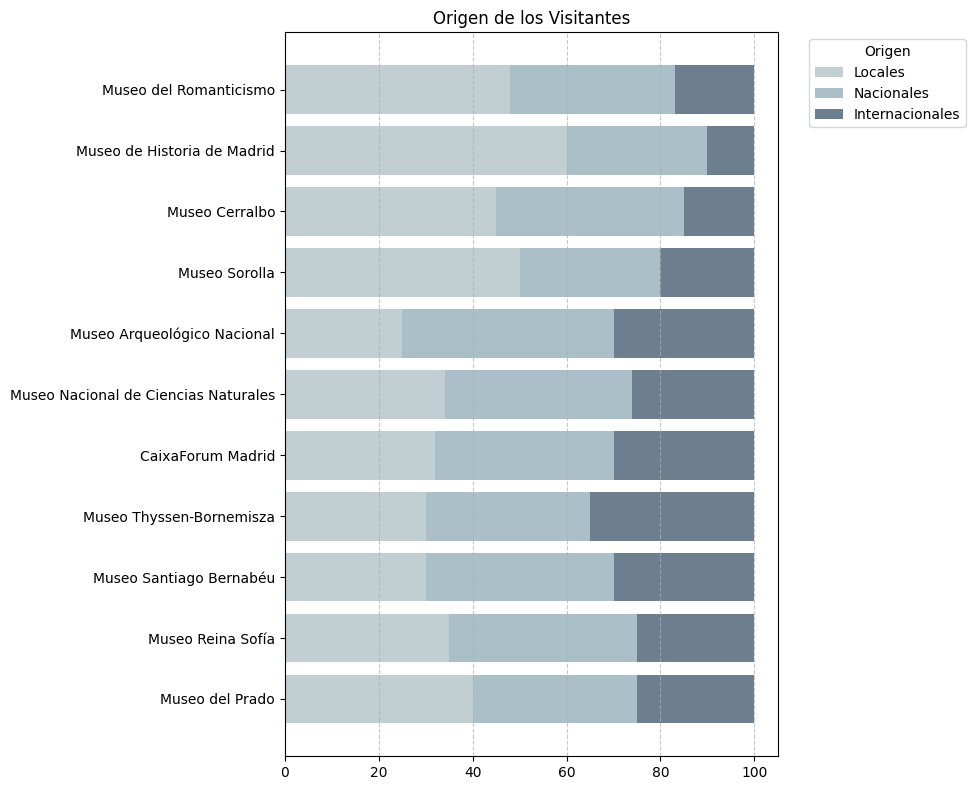 Origen de los Visitantes
Origen
Locales
Nacionales
Internacionales
Museo del Romanticismo
Museo de Historia de Madrid
Museo Cerralbo
Museo Sorolla
Museo Arqueológico Nacional
Museo Nacional de Ciencias Naturales
CaixaForum Madrid
Museo Thyssen-Bornemisza
Museo Santiago Bernabéu
Museo Reina Sofía
Museo del Prado
0 20 40 60 80 100